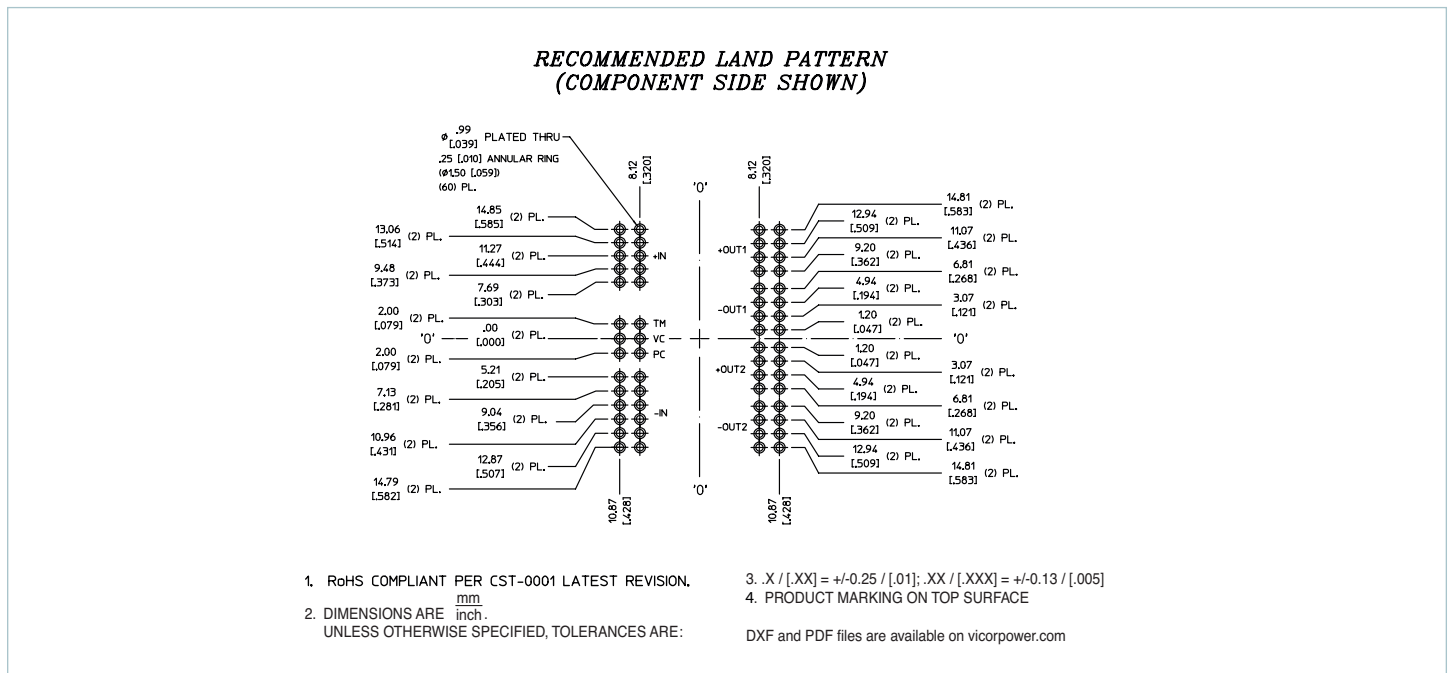 RECOMMENDED LAND PATTERN
(COMPONENT SIDE SHOWN)
ø .99 [.039] PLATED THRU
.25 [.010] ANNULAR RING
(ø1.50 [.059])
(60) PL.
8.12
[.320]
8.12
[.320]
'0'
14.85
[.585] (2) PL.
13.06
[.514] (2) PL.
11.27
[.444] (2) PL.
9.48
[.373] (2) PL.
7.69
[.303] (2) PL.
2.00
[.079] (2) PL.
'0'
.00
[.000] (2) PL.
2.00
[.079] (2) PL.
5.21
[.205] (2) PL.
7.13
[.281] (2) PL.
9.04
[.356] (2) PL.
10.96
[.431] (2) PL.
12.87
[.507] (2) PL.
14.79
[.582] (2) PL.
+IN
TM
VC
PC
-IN
+OUT1
-OUT1
+OUT2
-OUT2
14.81
[.583] (2) PL.
12.94
[.509] (2) PL.
11.07
[.436] (2) PL.
9.20
[.362] (2) PL.
6.81
[.268] (2) PL.
4.94
[.194] (2) PL.
3.07
[.121] (2) PL.
1.20
[.047] (2) PL.
'0'
1.20
[.047] (2) PL.
3.07
[.121] (2) PL.
4.94
[.194] (2) PL.
6.81
[.268] (2) PL.
9.20
[.362] (2) PL.
11.07
[.436] (2) PL.
12.94
[.509] (2) PL.
14.81
[.583] (2) PL.
'0'
10.87
[.428]
10.87
[.428]
1. RoHS COMPLIANT PER CST-0001 LATEST REVISION.
2. DIMENSIONS ARE mm
inch.
UNLESS OTHERWISE SPECIFIED, TOLERANCES ARE:
3. .X / [.XX] = +/-0.25 / [.01]; .XX / [.XXX] = +/-0.13 / [.005]
4. PRODUCT MARKING ON TOP SURFACE
DXF and PDF files are available on vicorpower.com